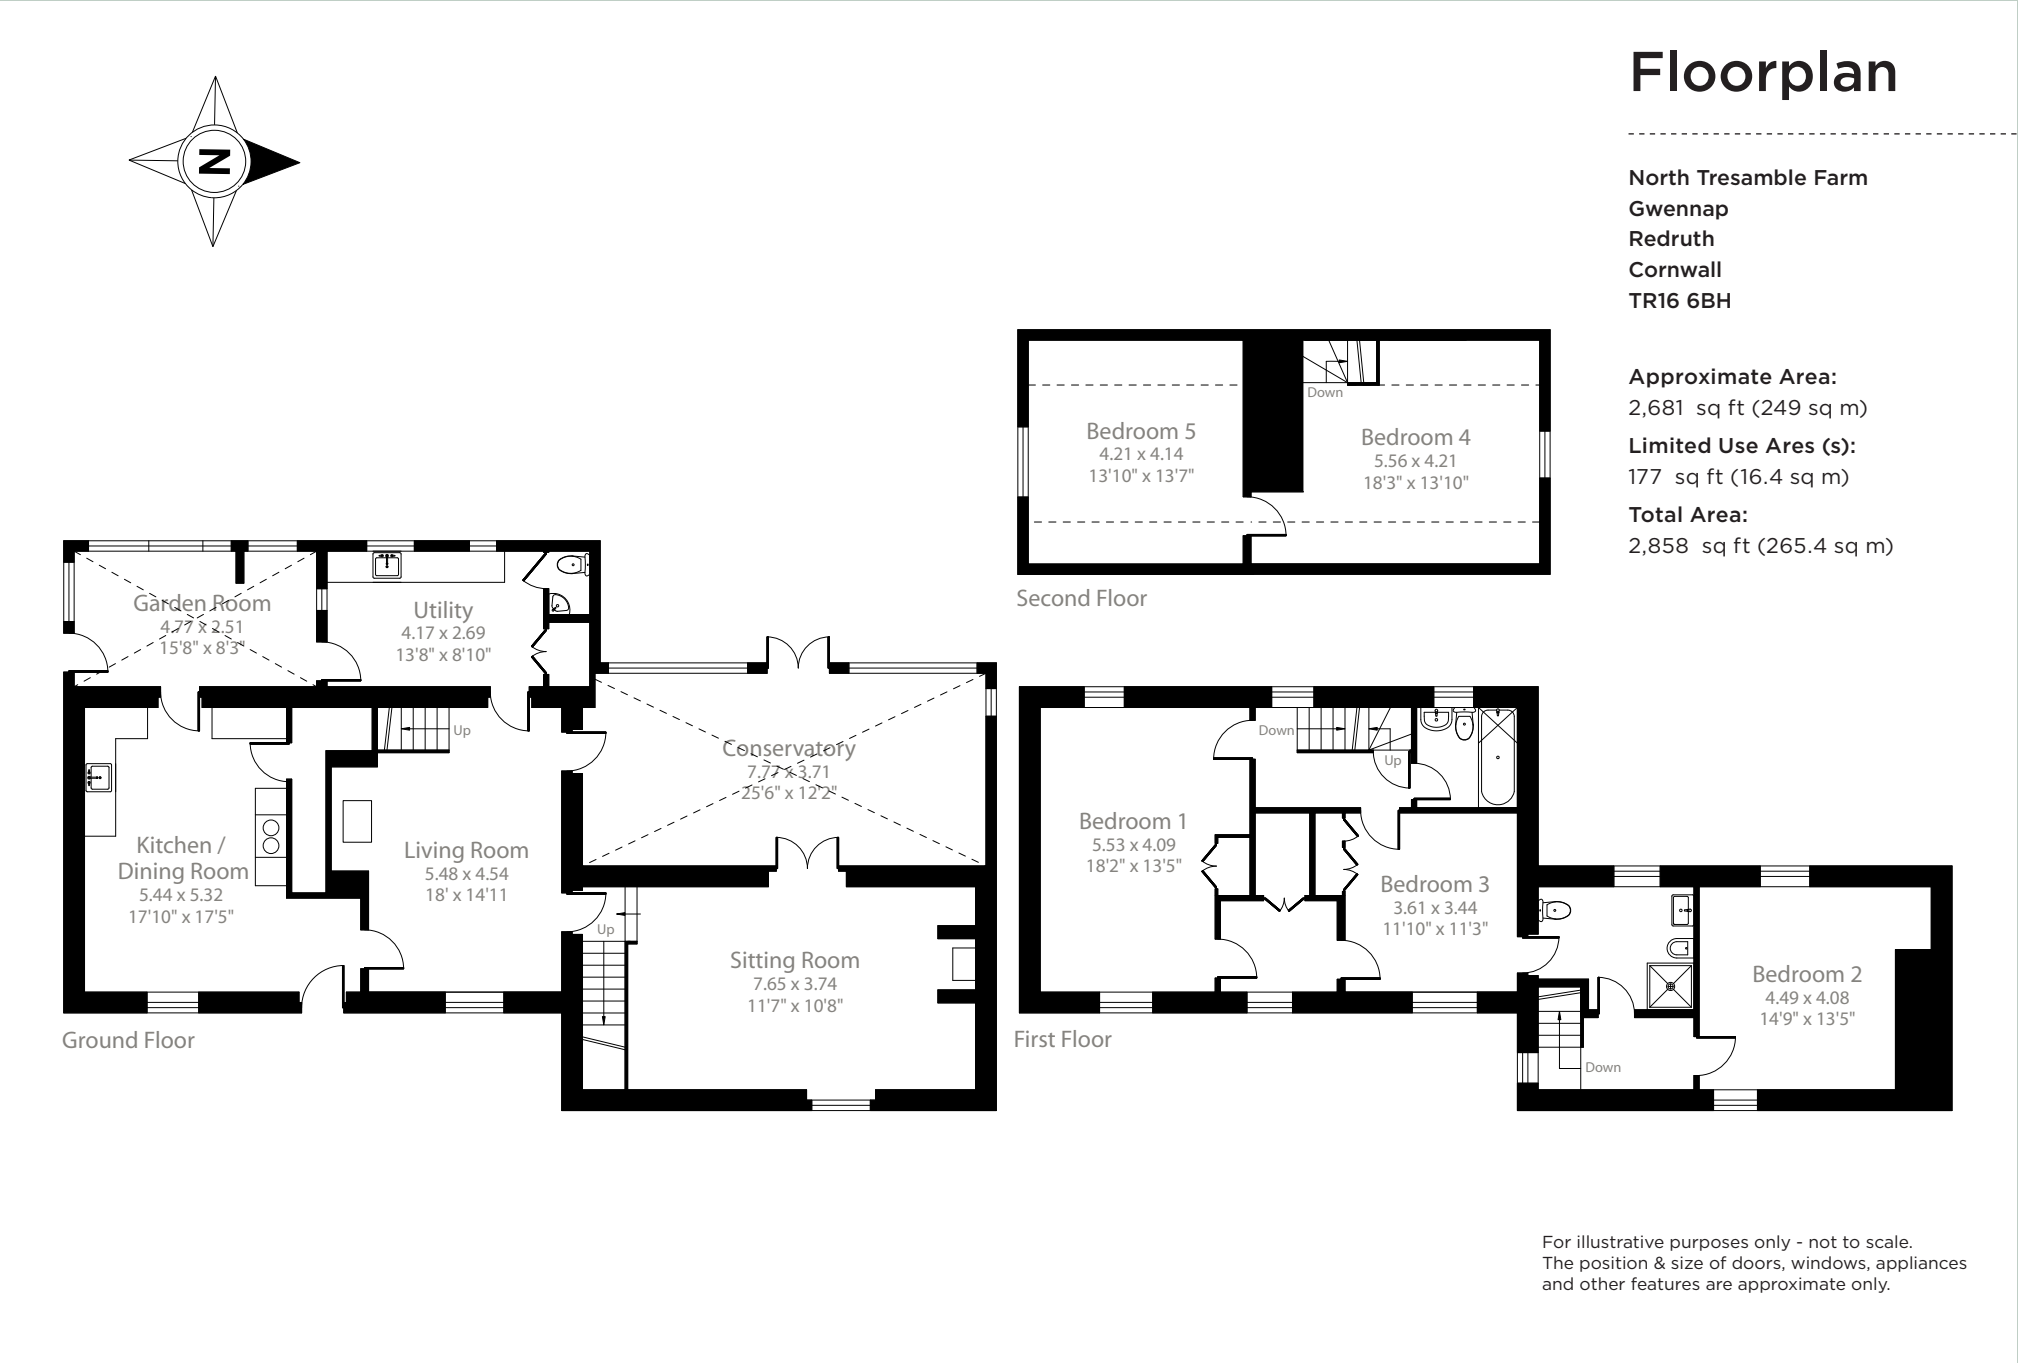 Floorplan
North Tresamble Farm
Gwennap
Redruth
Cornwall
TR16 6BH
Approximate Area:
2,681 sq ft (249 sq m)
Limited Use Ares (s):
177 sq ft (16.4 sq m)
Total Area:
2,858 sq ft (265.4 sq m)
N
Down
Bedroom 5
4.21 x 4.14
13'10" x 13'7"
Bedroom 4
5.56 x 4.21
18'3" x 13'10"
Second Floor
Garden Room
4.77 x 2.51
15'8" x 8'3"
Utility
4.17 x 2.69
13'8" x 8'10"
Up
Conservatory
7.77 x 3.71
25'6" x 12'2"
Kitchen /
Dining Room
5.44 x 5.32
17'10" x 17'5"
Living Room
5.48 x 4.54
18' x 14'11
Up
Sitting Room
7.65 x 3.74
11'7" x 10'8"
Ground Floor
Down
Up
Bedroom 1
5.53 x 4.09
18'2" x 13'5"
Bedroom 3
3.61 x 3.44
11'10" x 11'3"
Bedroom 2
4.49 x 4.08
14'9" x 13'5"
Down
First Floor
For illustrative purposes only - not to scale.
The position & size of doors, windows, appliances
and other features are approximate only.